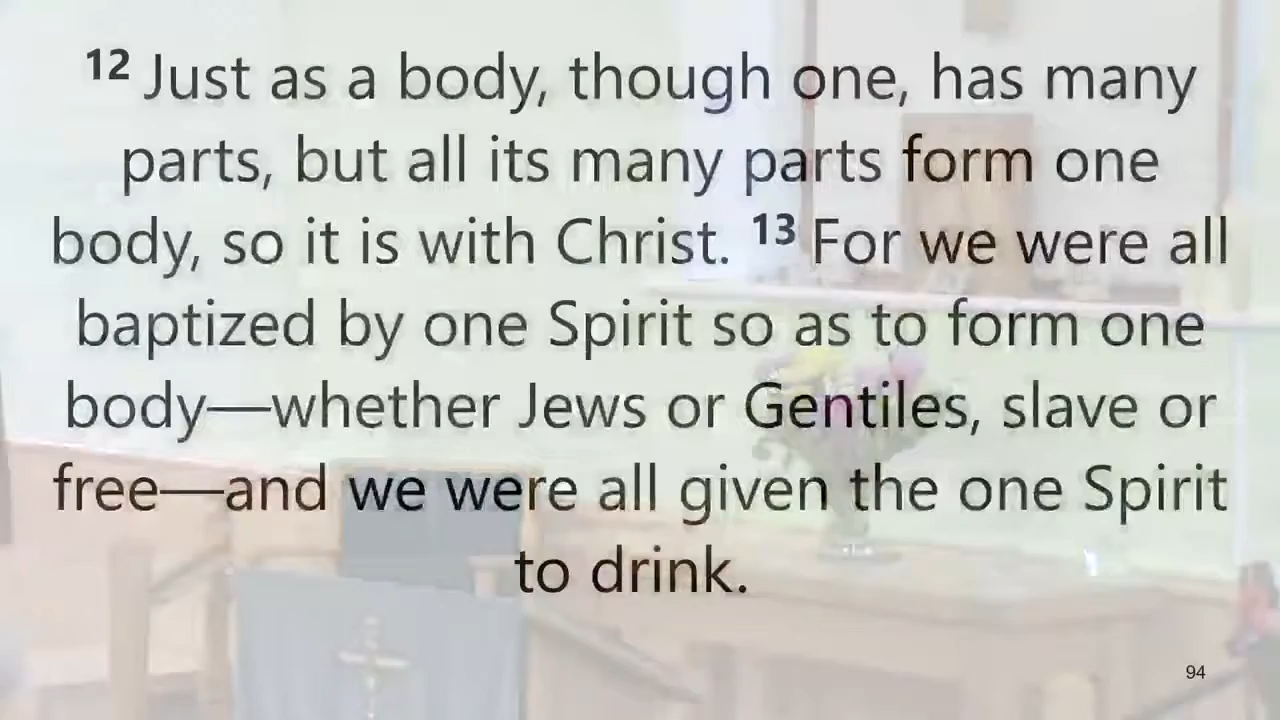 12 Just as a body, though one, has many
parts, but all its many parts form one
body, so it is with Christ. 13 For we were all
baptized by one Spirit so as to form one
body—whether Jews or Gentiles, slave or
free—and we were all given the one Spirit
to drink.
94